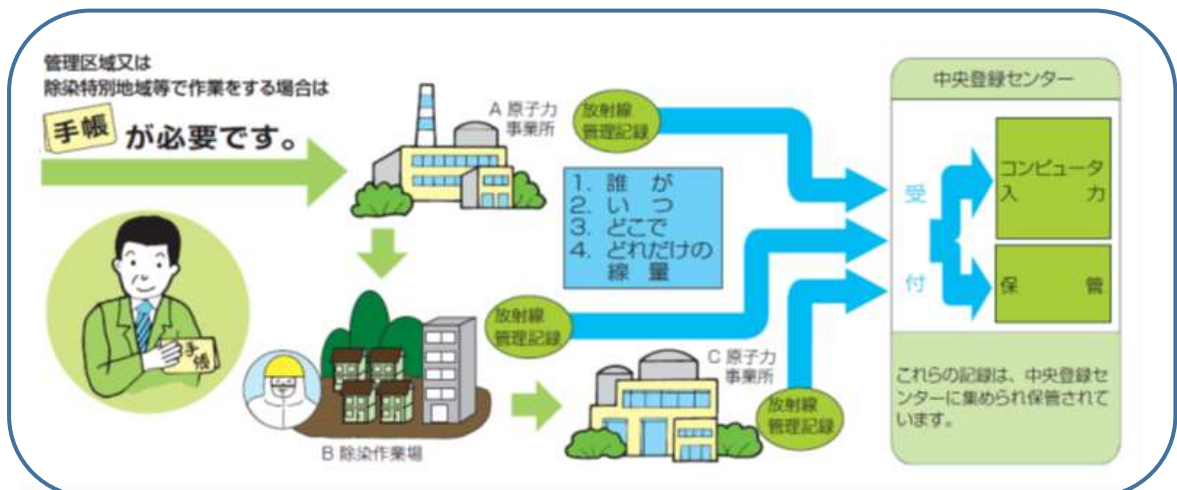 管理区域又は
除染特別地域等で作業をする場合は
手帳 が必要です。
A 原子力
事業所
放射線
管理記録
1. 誰 が
2. い つ
3. どこで
4. どれだけの
線 量
手帳
B 除染作業場
放射線
管理記録
C 原子力
事業所
放射線
管理記録
中央登録センター
受
付
コンピュータ
入 力
保 管
これらの記録は、中央登録セ
ンターに集められ保管されて
います。